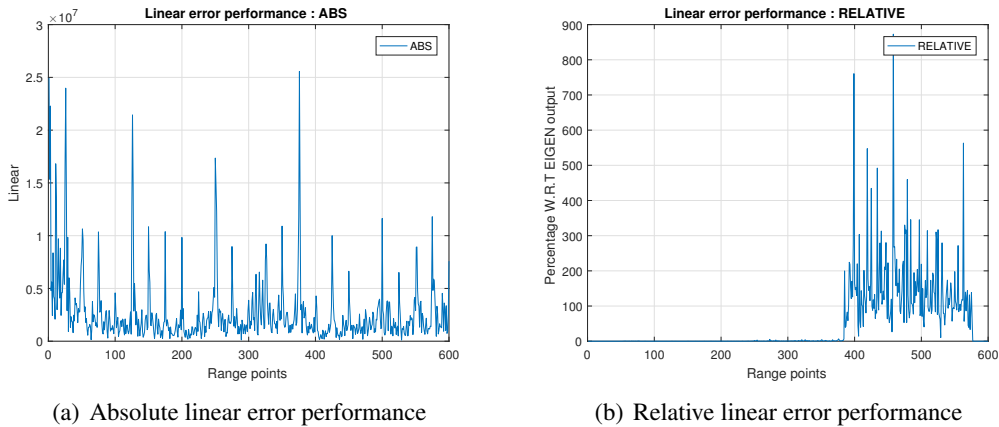 Linear error performance : ABS
×10^7
3
2.5
2
1.5
1
0.5
0
Linear
ABS
0 100 200 300 400 500 600
Range points
(a) Absolute linear error performance
Linear error performance : RELATIVE
900
800
700
600
500
400
300
200
100
0
Percentage W.R.T EIGEN output
RELATIVE
0 100 200 300 400 500 600
Range points
(b) Relative linear error performance